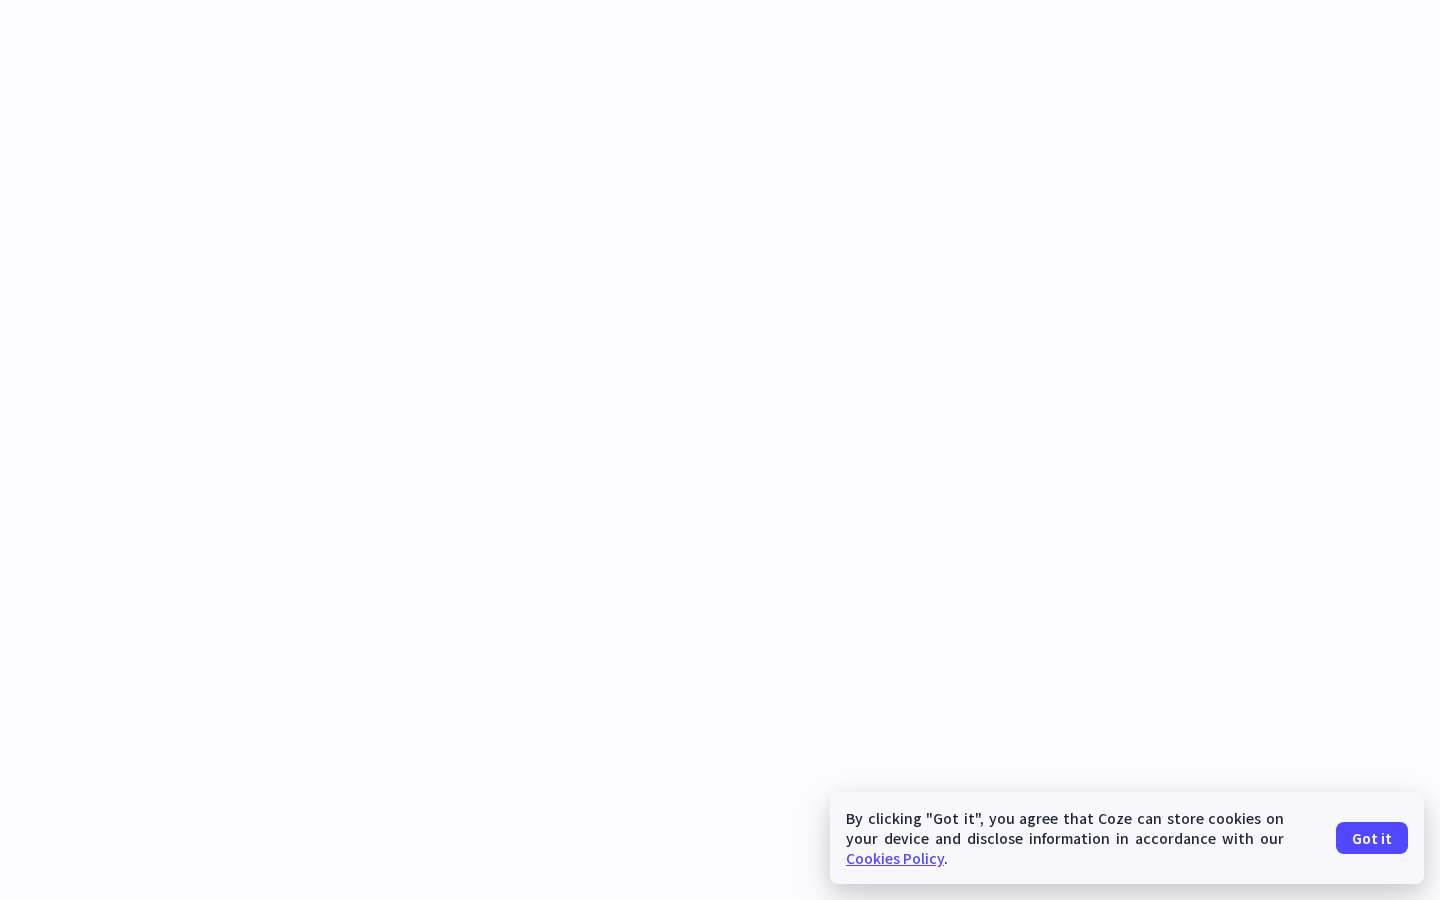 By clicking "Got it", you agree that Coze can store cookies on
your device and disclose information in accordance with our
Cookies Policy.
Got it